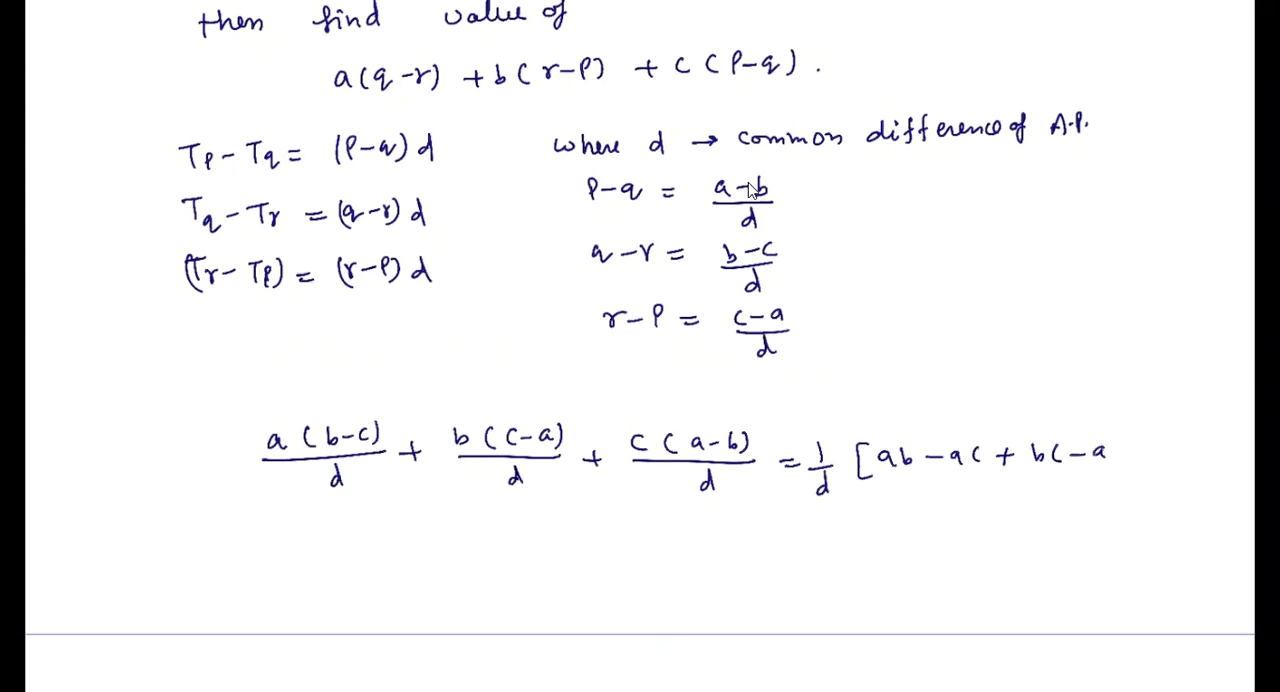 then find value of
a(q-r) + b(r-p) + c(p-q).
Tp - Tq = (p-q)d where d → common difference of A.P.
p-q = a-b/d
Tq - Tr = (q-r)d
q-r = b-c/d
(Tr - Tp) = (r-p)d
r-p = c-a/d
a(b-c)/d + b(c-a)/d + c(a-b)/d = 1/d [ab - ac + bc - a